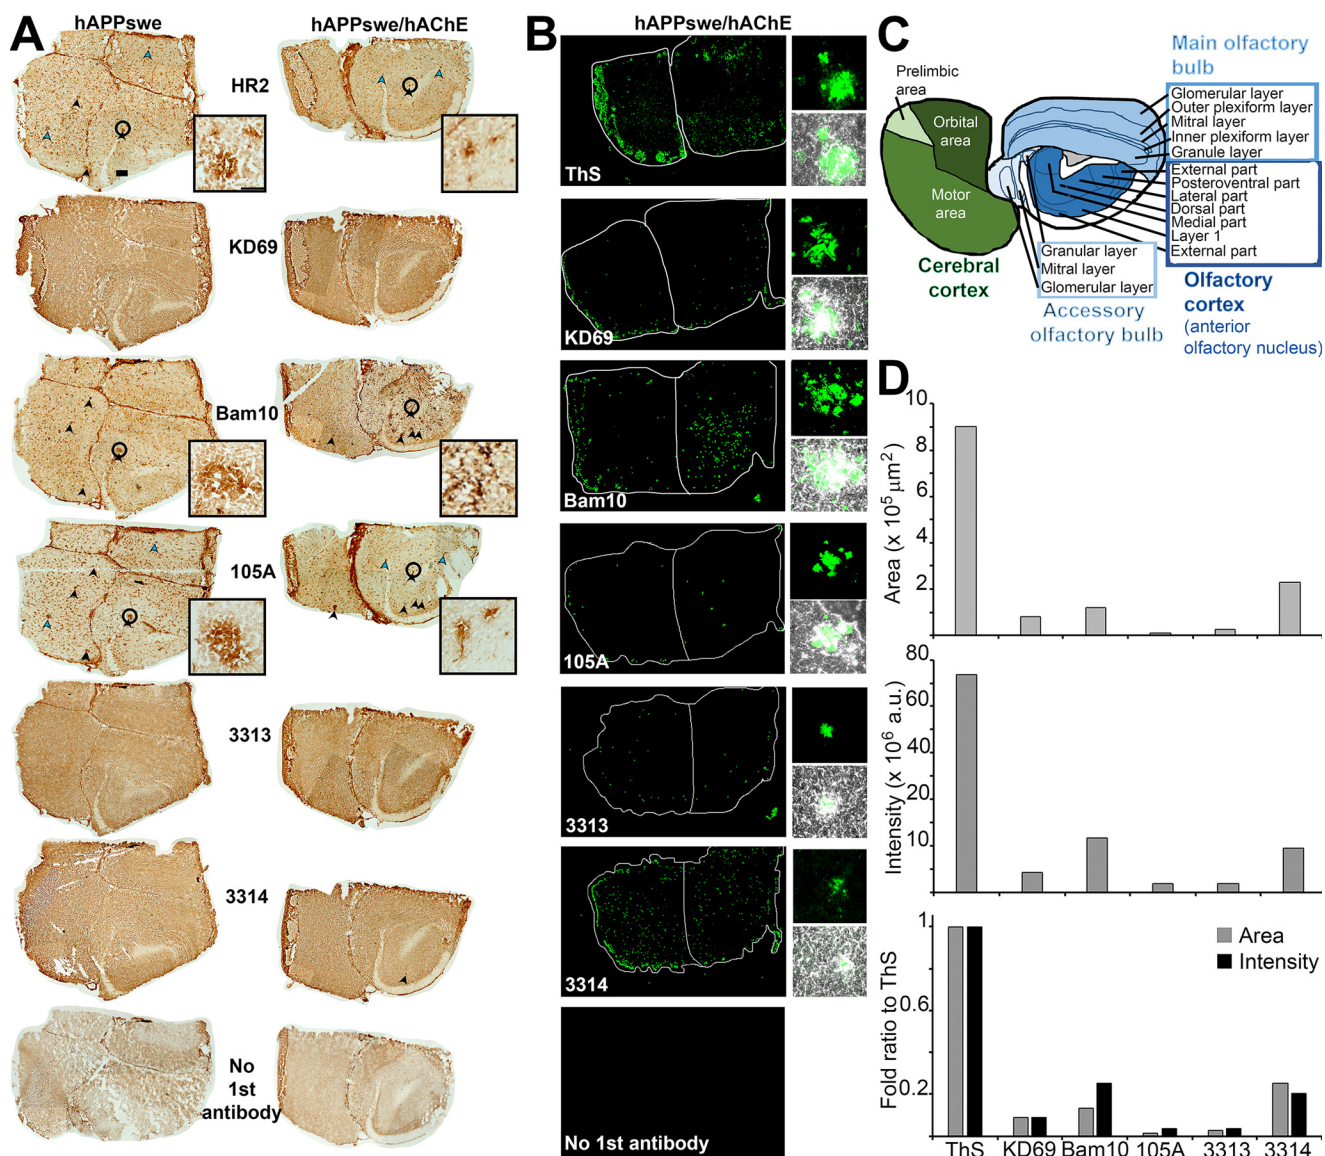 A
hAPPswe
hAPPswe/hAChE
HR2
KD69
Bam10
105A
3313
3314
No
1st
antibody
B
hAPPswe/hAChE
ThS
KD69
Bam10
105A
3313
3314
No 1st antibody
C
Main olfactory
bulb
Prelimbic
area
Orbital
area
Motor
area
Cerebral
cortex
Glomerular layer
Outer plexiform layer
Mitral layer
Inner plexiform layer
Granule layer
External part
Posteroventral part
Lateral part
Dorsal part
Medial part
Layer 1
External part
Granular layer
Mitral layer
Glomerular layer
Accessory
olfactory bulb
Olfactory
cortex
(anterior
olfactory nucleus)
D
Area (x 10⁵ µm²)
10
8
6
4
2
Intensity (x 10⁶ a.u.)
80
60
40
20
10
Fold ratio to ThS
1
0.6
0.2
Area
Intensity
ThS KD69 Bam10 105A 3313 3314